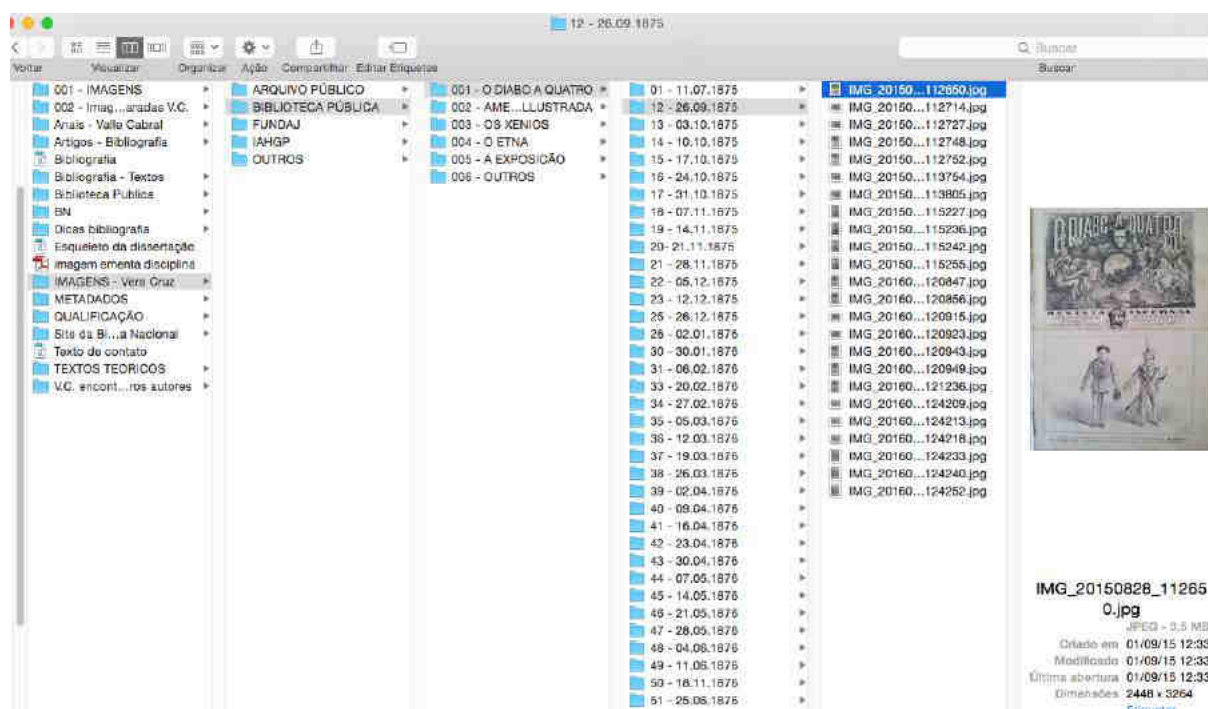 12 - 26.09.1875
Buscar
Voltar
Visualizar
Organizar
Ação
Compartilhar
Editar Etiquetas
Buscar
001 - IMAGENS
002 - Imag...aradas V.C.
Anais - Valle Cabral
Artigos - Bibliografia
Bibliografia
Bibliografia - Textos
Biblioteca Publica
BN
Dicas bibliografia
Esqueleto da dissertação
imagem ementa disciplina
IMAGENS - Vera Cruz
METADADOS
QUALIFICAÇÃO
Site da Bi...a Nacional
Texto de contato
TEXTOS TEORICOS
V.C. encont...ros autores
ARQUIVO PÚBLICO
BIBLIOTECA PÚBLICA
FUNDAJ
IAHGP
OUTROS
001 - O DIABO A QUATRO
002 - AME...LLUSTRADA
003 - OS XENIOS
004 - O ETNA
005 - A EXPOSICÃO
006 - OUTROS
01 - 11.07.1875
12 - 26.09.1875
13 - 03.10.1875
14 - 10.10.1875
15 - 17.10.1875
16 - 24.10.1875
17 - 31.10.1875
18 - 07.11.1875
19 - 14.11.1875
20- 21.11.1875
21 - 28.11.1875
22 - 05.12.1875
23 - 12.12.1875
25 - 26.12.1875
26 - 02.01.1876
30 - 30.01.1876
31 - 06.02.1876
33 - 20.02.1876
34 - 27.02.1876
35 - 05.03.1876
36 - 12.03.1876
37 - 19.03.1876
38 - 26.03.1876
39 - 02.04.1876
40 - 09.04.1876
41 - 16.04.1876
42 - 23.04.1876
43 - 30.04.1876
44 - 07.05.1876
45 - 14.05.1876
46 - 21.05.1876
47 - 28.05.1876
48 - 04.06.1876
49 - 11.06.1876
50 - 18.11.1876
51 - 25.06.1876
IMG_20150...112650.jpg
IMG_20150...112714.jpg
IMG_20150...112727.jpg
IMG_20150...112748.jpg
IMG_20150...112752.jpg
IMG_20150...113754.jpg
IMG_20150...113805.jpg
IMG_20150...115227.jpg
IMG_20150...115236.jpg
IMG_20150...115242.jpg
IMG_20150...115255.jpg
IMG_20160...120847.jpg
IMG_20160...120856.jpg
IMG_20160...120915.jpg
IMG_20160...120923.jpg
IMG_20160...120943.jpg
IMG_20160...120949.jpg
IMG_20160...121236.jpg
IMG_20160...124209.jpg
IMG_20160...124213.jpg
IMG_20160...124218.jpg
IMG_20160...124233.jpg
IMG_20160...124240.jpg
IMG_20160...124252.jpg
O DIABO A QUATRO
REVISTA INFERNAL
IMG_20150828_11265
0.jpg
JPEG - 3,5 MB
Criado em 01/09/15 12:33
Modificado 01/09/15 12:33
Última abertura 01/09/15 12:33
Dimensões 2448 x 3264